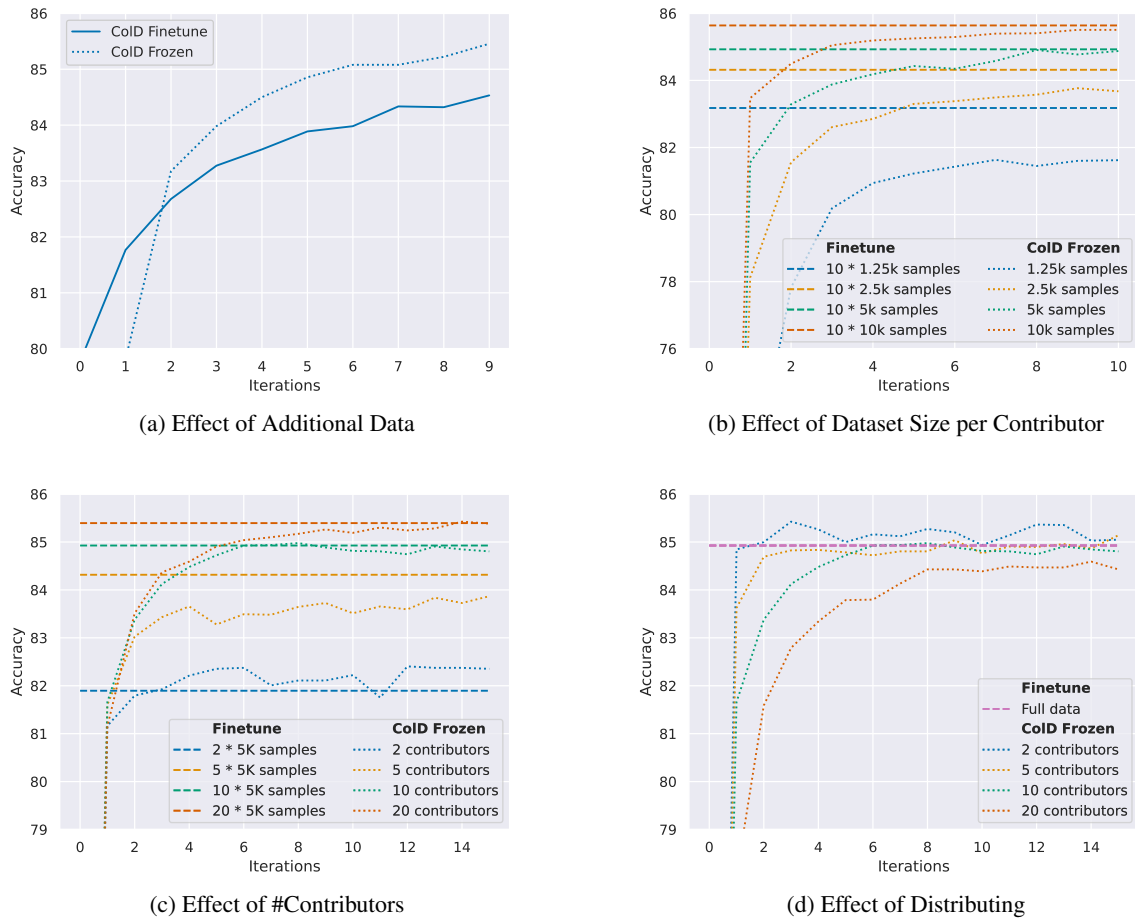 86
85
84
83
82
81
80
Accuracy
ColD Finetune
ColD Frozen
0 1 2 3 4 5 6 7 8 9
Iterations
(a) Effect of Additional Data
86
84
82
80
78
76
Accuracy
Finetune ColD Frozen
10 * 1.25k samples 1.25k samples
10 * 2.5k samples 2.5k samples
10 * 5k samples 5k samples
10 * 10k samples 10k samples
0 2 4 6 8 10
Iterations
(b) Effect of Dataset Size per Contributor
86
85
84
83
82
81
80
79
Accuracy
Finetune ColD Frozen
2 * 5K samples 2 contributors
5 * 5K samples 5 contributors
10 * 5K samples 10 contributors
20 * 5K samples 20 contributors
0 2 4 6 8 10 12 14
Iterations
(c) Effect of #Contributors
86
85
84
83
82
81
80
79
Accuracy
Finetune
Full data
ColD Frozen
2 contributors
5 contributors
10 contributors
20 contributors
0 2 4 6 8 10 12 14
Iterations
(d) Effect of Distributing